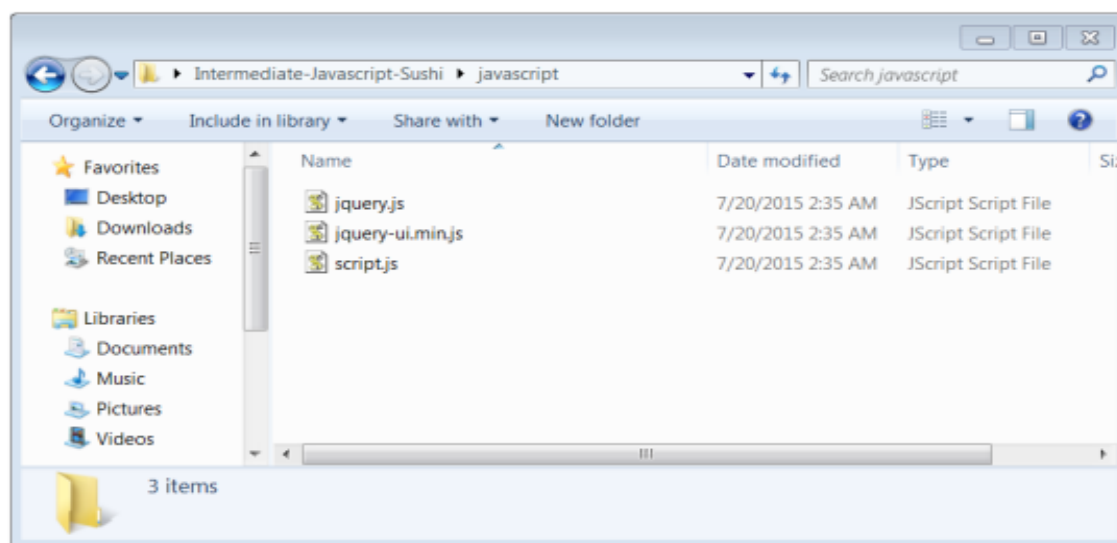 Intermediate-Javascript-Sushi javascript Search javascript
Organize Include in library Share with New folder
Favorites
Desktop
Downloads
Recent Places
Libraries
Documents
Music
Pictures
Videos
Name Date modified Type Si
jquery.js 7/20/2015 2:35 AM JScript Script File
jquery-ui.min.js 7/20/2015 2:35 AM JScript Script File
script.js 7/20/2015 2:35 AM JScript Script File
3 items